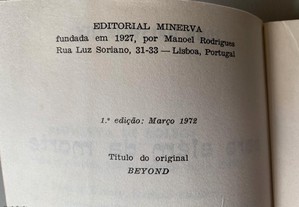 EDITORIAL MINERVA
fundada em 1927, por Manoel Rodrigues
Rua Luz Soriano, 31-33 — Lisboa, Portugal
1.ª edição: Março 1972
Título do original
BEYOND